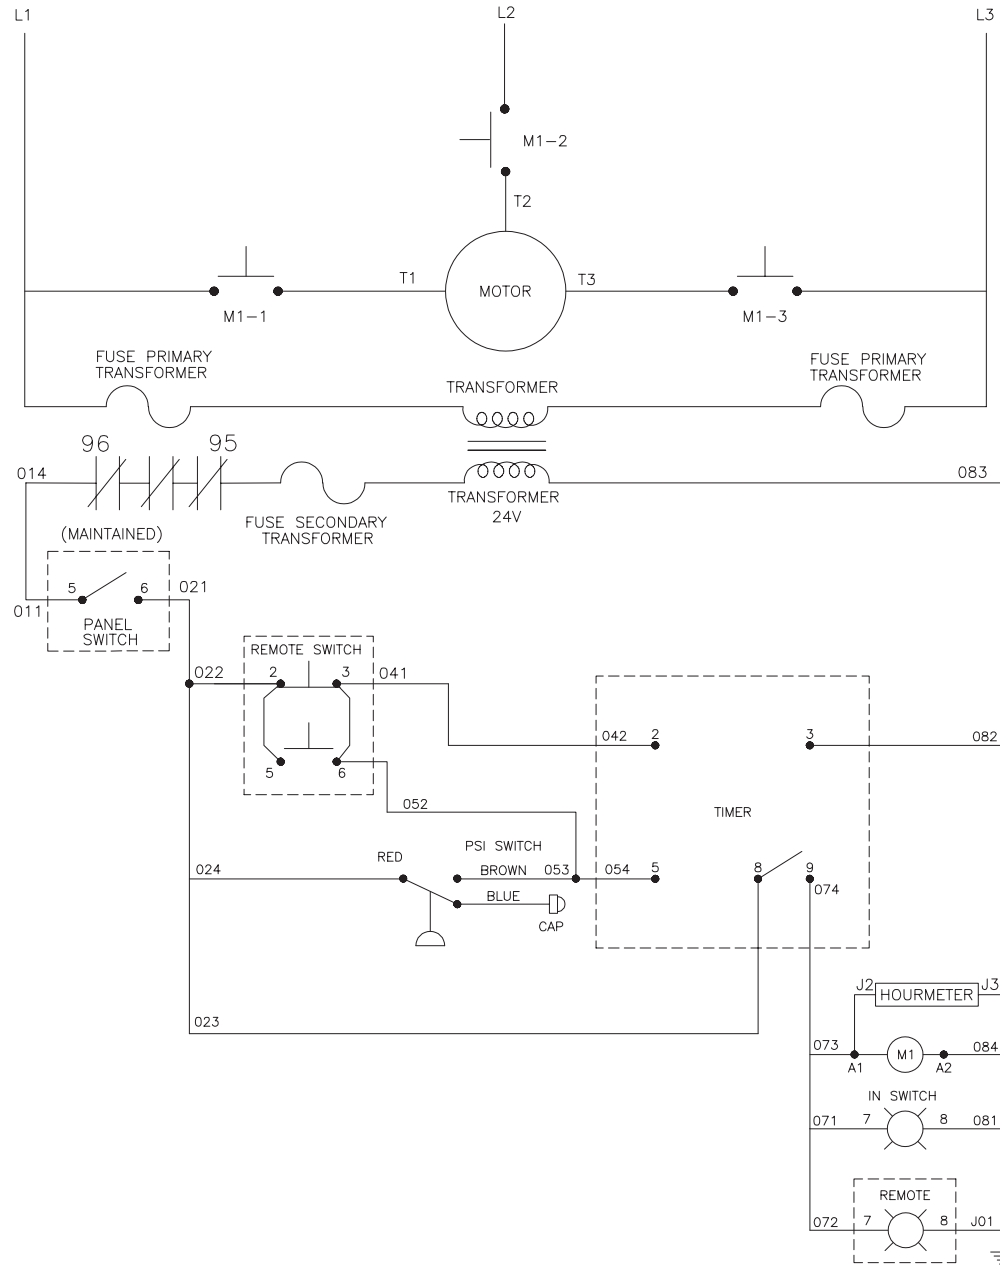 L1
L2
L3
M1-2
T2
T1
MOTOR
T3
M1-1
M1-3
FUSE PRIMARY
TRANSFORMER
TRANSFORMER
FUSE PRIMARY
TRANSFORMER
96
95
014
083
TRANSFORMER
24V
FUSE SECONDARY
TRANSFORMER
(MAINTAINED)
5
6
021
011
PANEL
SWITCH
REMOTE SWITCH
022
2
3
041
042
2
3
082
5
6
052
TIMER
PSI SWITCH
RED
024
BROWN
053
054
5
8
9
074
BLUE
CAP
J2
HOURMETER
J3
023
073
M1
084
A1
A2
IN SWITCH
071
7
8
081
REMOTE
072
7
8
J01